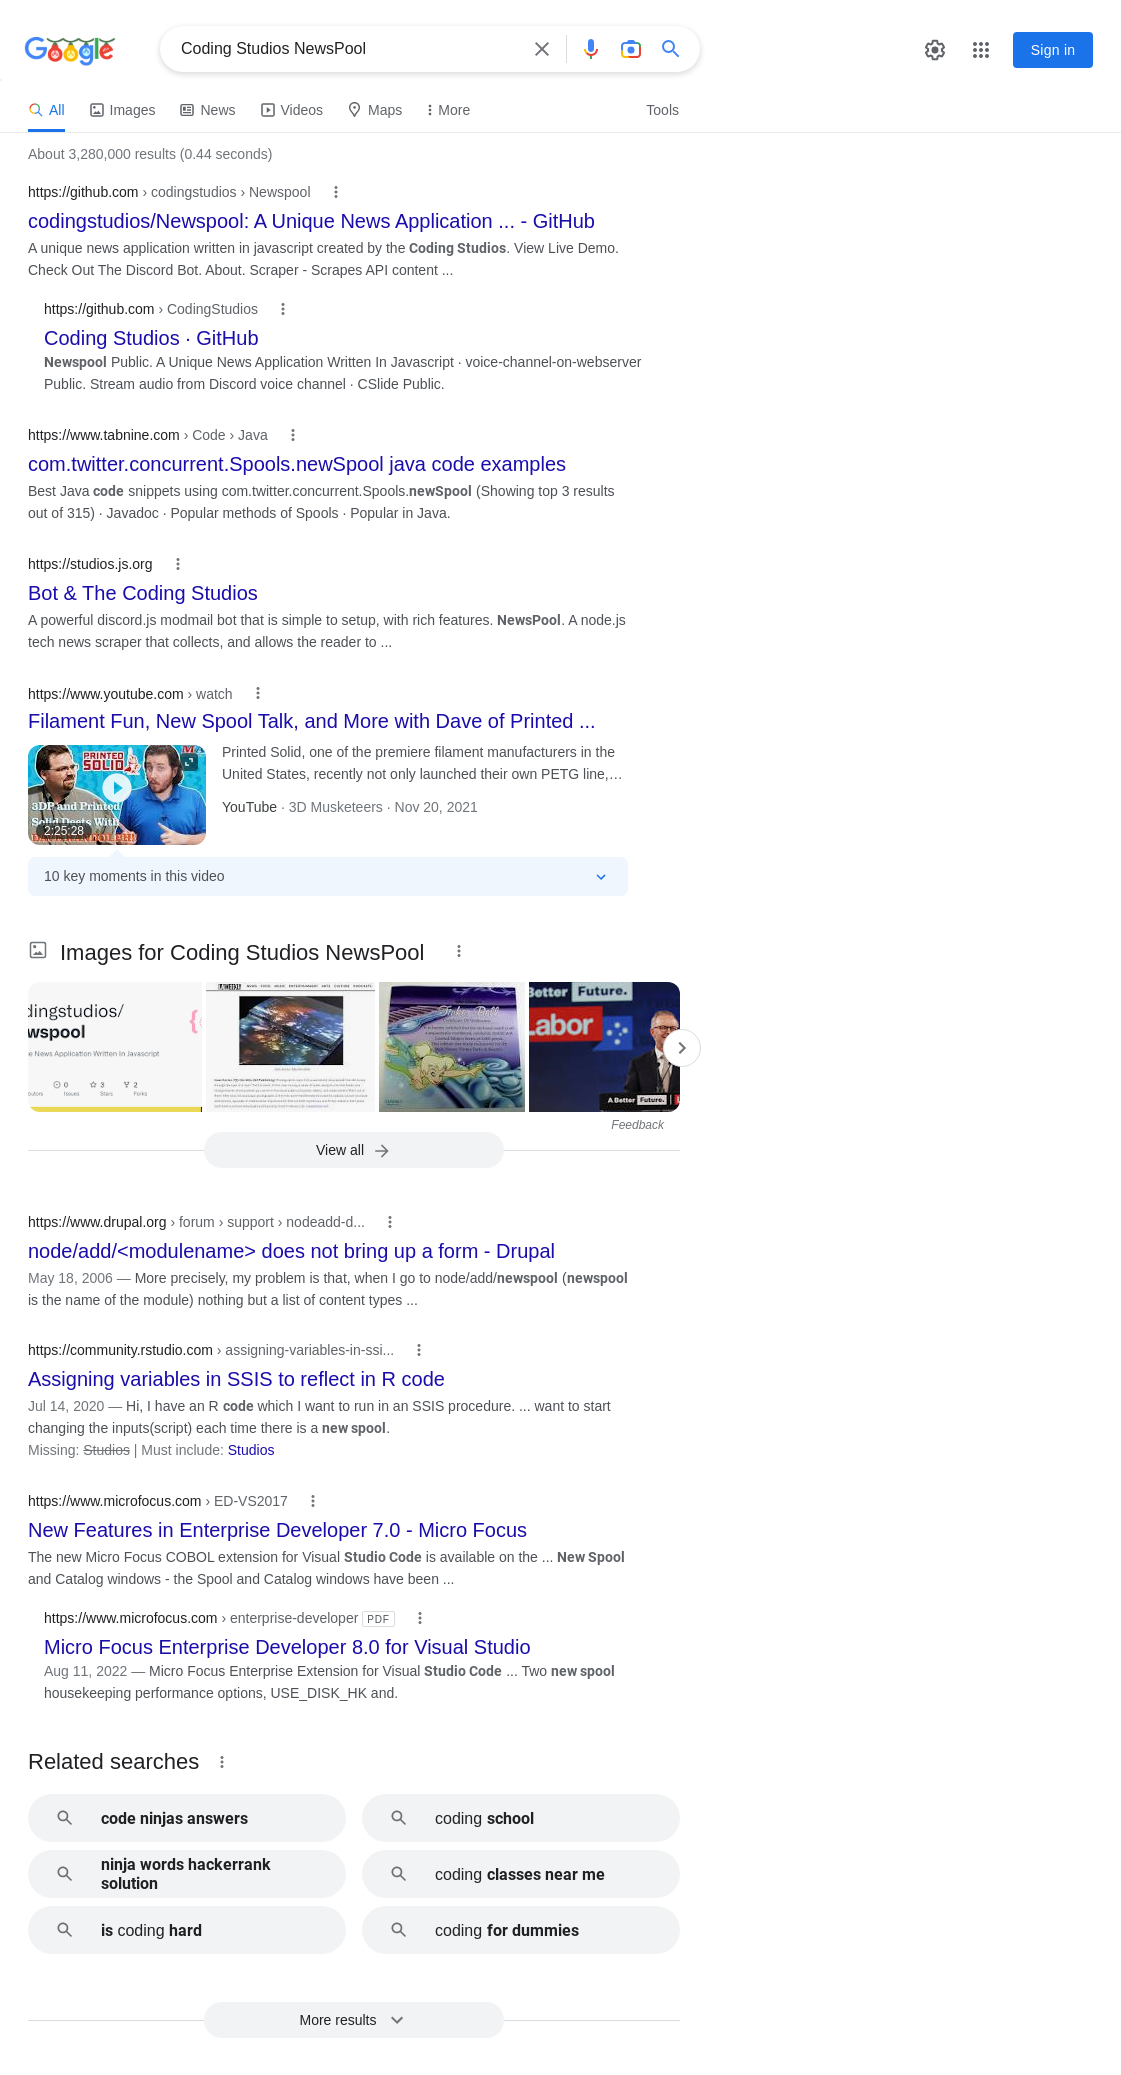 Google
Coding Studios NewsPool
Sign in
All
Images
News
Videos
Maps
More
Tools
About 3,280,000 results (0.44 seconds)
https://github.com › codingstudios › Newspool
codingstudios/Newspool: A Unique News Application ... - GitHub
A unique news application written in javascript created by the Coding Studios. View Live Demo.
Check Out The Discord Bot. About. Scraper - Scrapes API content ...
https://github.com › CodingStudios
Coding Studios · GitHub
Newspool Public. A Unique News Application Written In Javascript · voice-channel-on-webserver
Public. Stream audio from Discord voice channel · CSlide Public.
https://www.tabnine.com › Code › Java
com.twitter.concurrent.Spools.newSpool java code examples
Best Java code snippets using com.twitter.concurrent.Spools.newSpool (Showing top 3 results
out of 315) · Javadoc · Popular methods of Spools · Popular in Java.
https://studios.js.org
Bot & The Coding Studios
A powerful discord.js modmail bot that is simple to setup, with rich features. NewsPool. A node.js
tech news scraper that collects, and allows the reader to ...
https://www.youtube.com › watch
Filament Fun, New Spool Talk, and More with Dave of Printed ...
PRINTED
SOLID
3DP and Printed
Solid Deets With
2:25:28
Printed Solid, one of the premiere filament manufacturers in the
United States, recently not only launched their own PETG line,…
YouTube · 3D Musketeers · Nov 20, 2021
10 key moments in this video
Images for Coding Studios NewsPool
dingstudios/
wspool
e News Application Written In Javascript
0 3 2
Issues Stars Forks
WEEKLY
Tinker Bell
Better Future.
Labor
A Better Future.
Feedback
View all
https://www.drupal.org › forum › support › nodeadd-d...
node/add/<modulename> does not bring up a form - Drupal
May 18, 2006 — More precisely, my problem is that, when I go to node/add/newspool (newspool
is the name of the module) nothing but a list of content types ...
https://community.rstudio.com › assigning-variables-in-ssi...
Assigning variables in SSIS to reflect in R code
Jul 14, 2020 — Hi, I have an R code which I want to run in an SSIS procedure. ... want to start
changing the inputs(script) each time there is a new spool.
Missing: Studios | Must include: Studios
https://www.microfocus.com › ED-VS2017
New Features in Enterprise Developer 7.0 - Micro Focus
The new Micro Focus COBOL extension for Visual Studio Code is available on the ... New Spool
and Catalog windows - the Spool and Catalog windows have been ...
https://www.microfocus.com › enterprise-developer PDF
Micro Focus Enterprise Developer 8.0 for Visual Studio
Aug 11, 2022 — Micro Focus Enterprise Extension for Visual Studio Code ... Two new spool
housekeeping performance options, USE_DISK_HK and.
Related searches
code ninjas answers
coding school
ninja words hackerrank
solution
coding classes near me
is coding hard
coding for dummies
More results